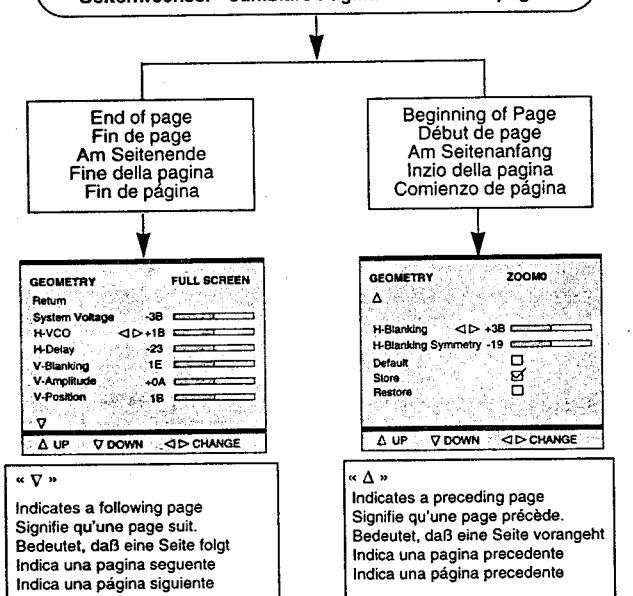 End of page
Fin de page
Am Seitenende
Fine della pagina
Fin de página
Beginning of Page
Début de page
Am Seitenanfang
Inzio della pagina
Comienzo de página
GEOMETRY FULL SCREEN
Return
System Voltage -3B
H-VCO ◁ ▷ +1B
H-Delay -23
V-Blanking 1E
V-Amplitude +0A
V-Position 1B
▽
△ UP ▽ DOWN ◁ ▷ CHANGE
GEOMETRY ZOOM0
△
H-Blanking ◁ ▷ +3B
H-Blanking Symmetry -19
Default
Store
Restore
△ UP ▽ DOWN ◁ ▷ CHANGE
« ▽ »
Indicates a following page
Signifie qu'une page suit.
Bedeutet, daß eine Seite folgt
Indica una pagina seguente
Indica una página siguiente
« △ »
Indicates a preceding page
Signifie qu'une page précède.
Bedeutet, daß eine Seite vorangeht
Indica una pagina precedente
Indica una página precedente